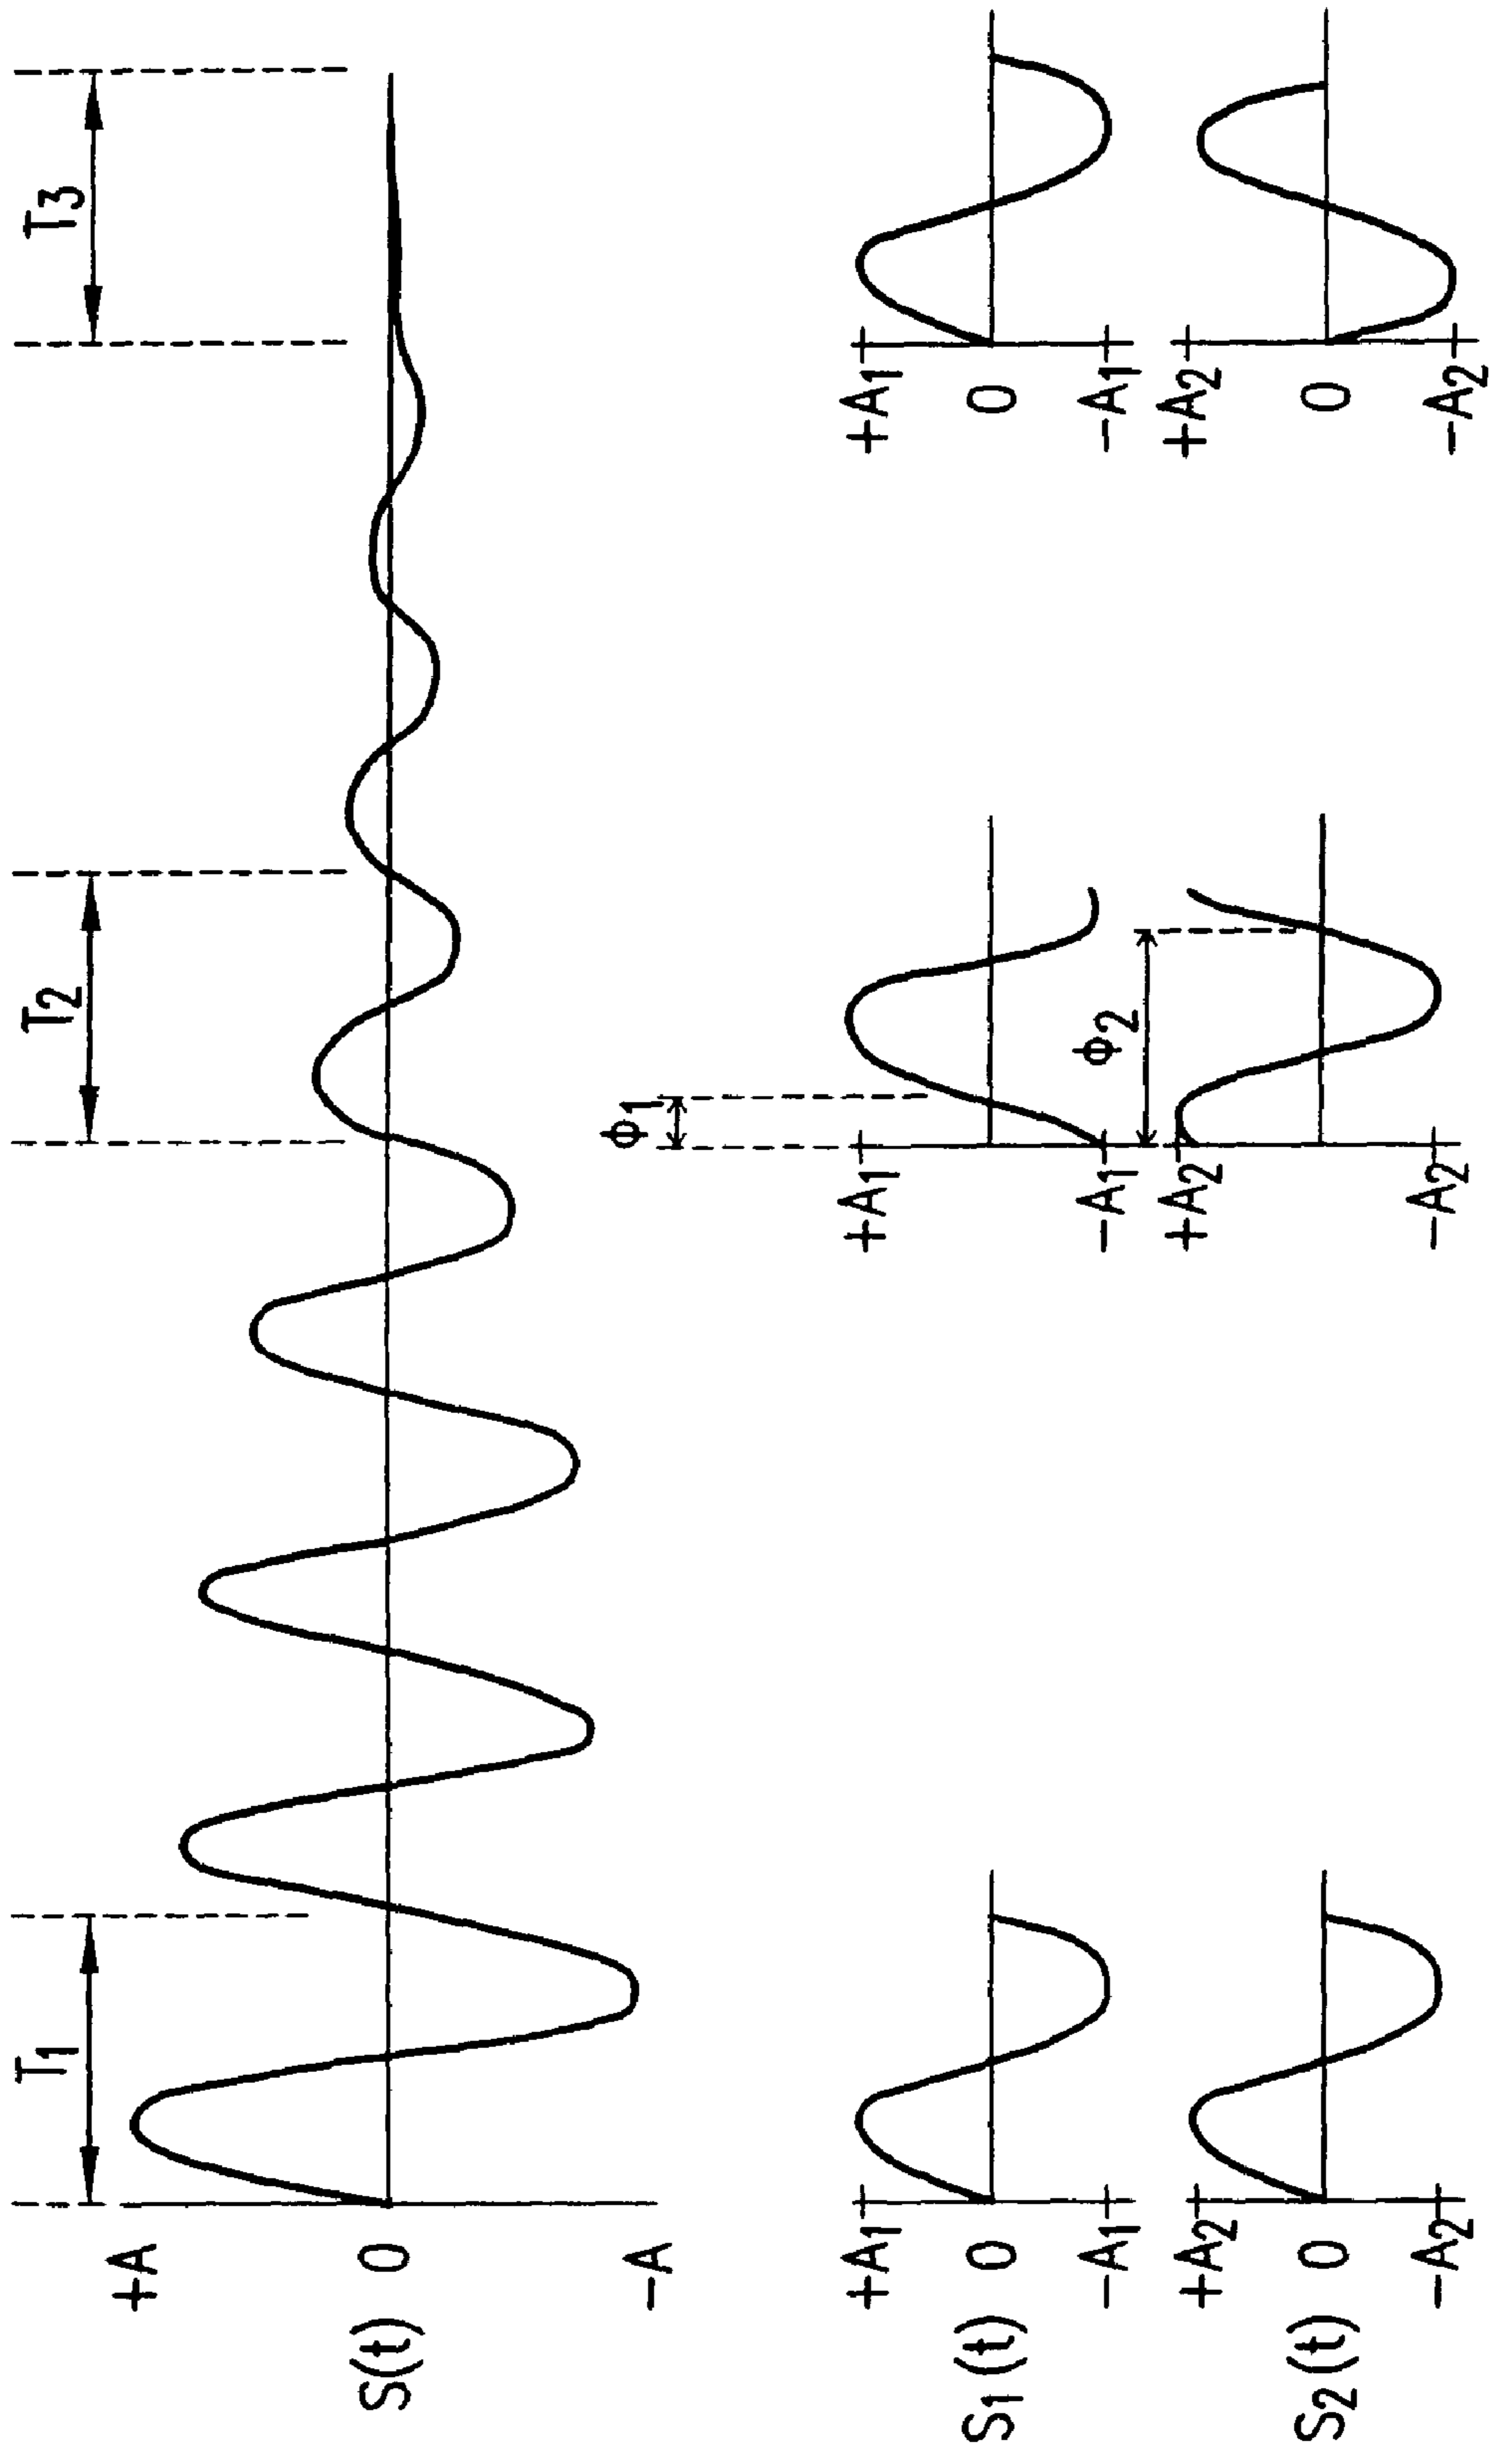 T1
T2
T3
+A
S(t) 0
-A
Φ1
+A1
S1(t) 0
-A1
+A1
-A1
+A1
0
-A1
Φ2
+A2
S2(t) 0
-A2
+A2
-A2
+A2
0
-A2